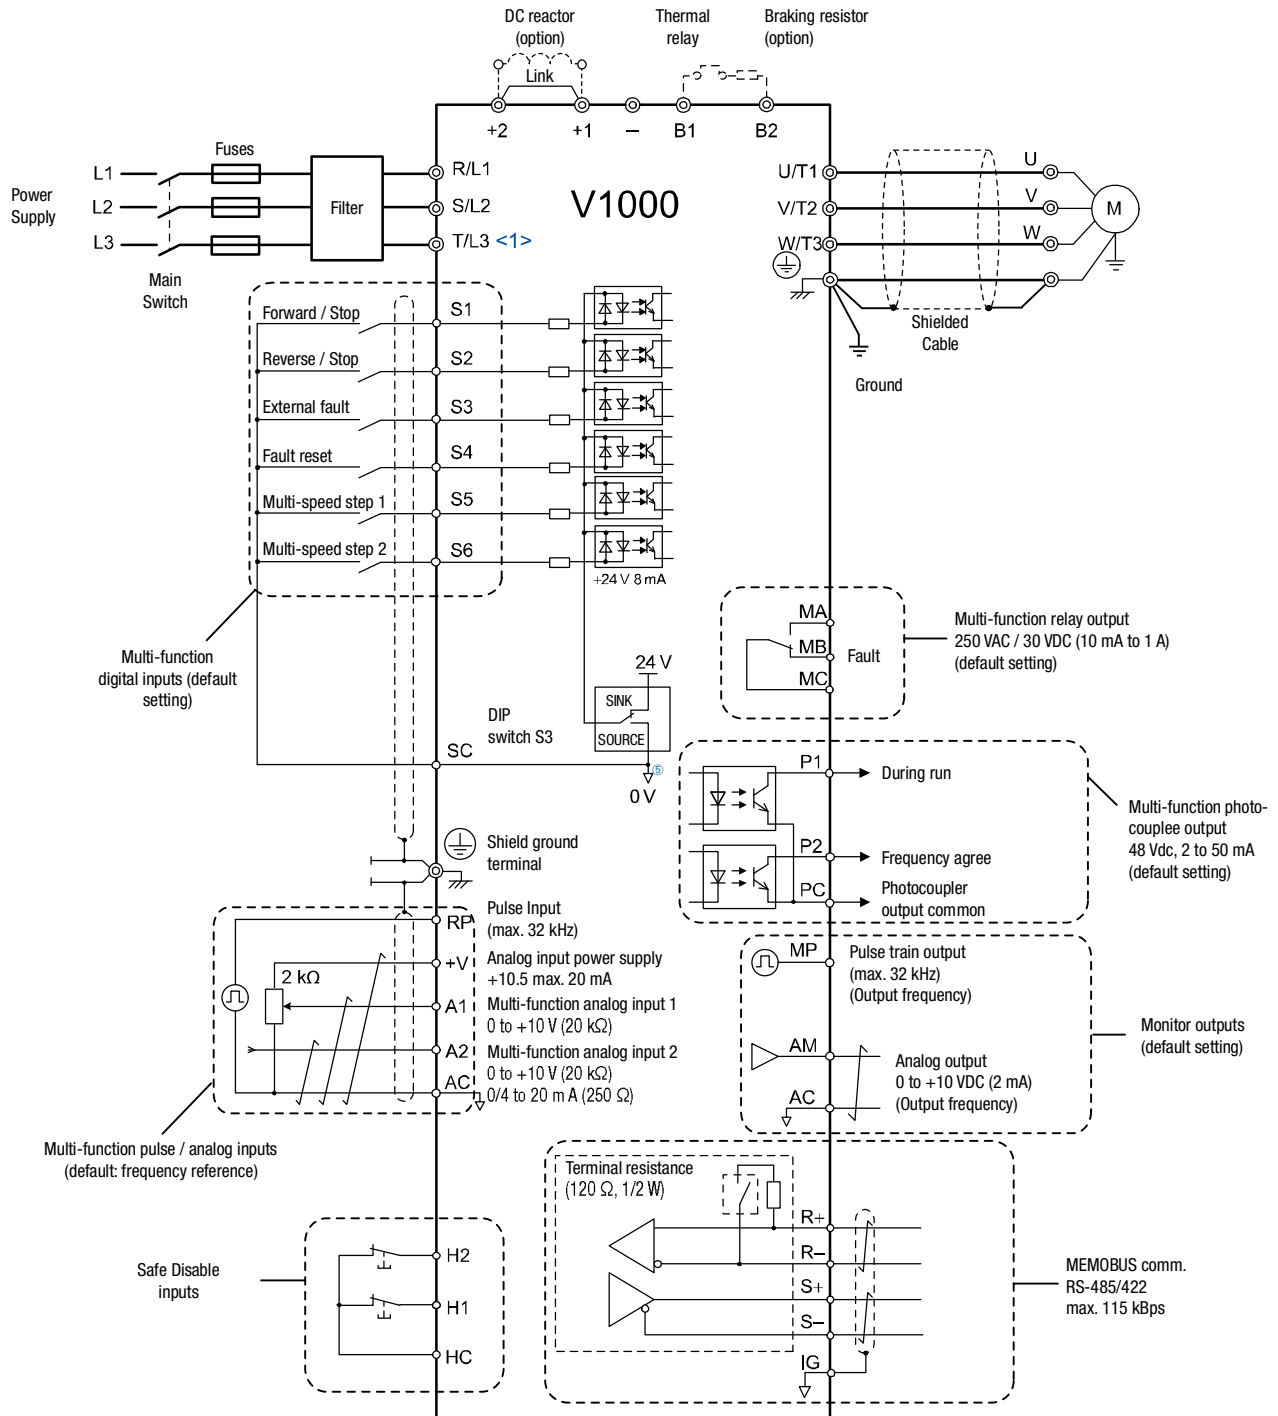 DC reactor
(option)
Thermal
relay
Braking resistor
(option)
Link
+2
+1
–
B1
B2
Power
Supply
L1
L2
L3
Fuses
Main
Switch
Filter
R/L1
S/L2
T/L3 <1>
V1000
U/T1
V/T2
W/T3
U
V
W
M
Shielded
Cable
Ground
Forward / Stop
S1
Reverse / Stop
S2
External fault
S3
Fault reset
S4
Multi-speed step 1
S5
Multi-speed step 2
S6
+24 V 8 mA
Multi-function
digital inputs (default
setting)
24 V
SINK
SOURCE
DIP
switch S3
SC
⑤
0 V
MA
MB
MC
Fault
Multi-function relay output
250 VAC / 30 VDC (10 mA to 1 A)
(default setting)
P1
During run
P2
Frequency agree
PC
Photocoupler
output common
Multi-function photo-
couplee output
48 Vdc, 2 to 50 mA
(default setting)
Shield ground
terminal
RP
Pulse Input
(max. 32 kHz)
+V
Analog input power supply
+10.5 max. 20 mA
2 kΩ
A1
Multi-function analog input 1
0 to +10 V (20 kΩ)
A2
Multi-function analog input 2
0 to +10 V (20 kΩ)
0/4 to 20 m A (250 Ω)
AC
Multi-function pulse / analog inputs
(default: frequency reference)
MP
Pulse train output
(max. 32 kHz)
(Output frequency)
AM
Analog output
0 to +10 VDC (2 mA)
(Output frequency)
AC
Monitor outputs
(default setting)
Terminal resistance
(120 Ω, 1/2 W)
R+
R–
S+
S–
IG
MEMOBUS comm.
RS-485/422
max. 115 kBps
Safe Disable
inputs
H2
H1
HC